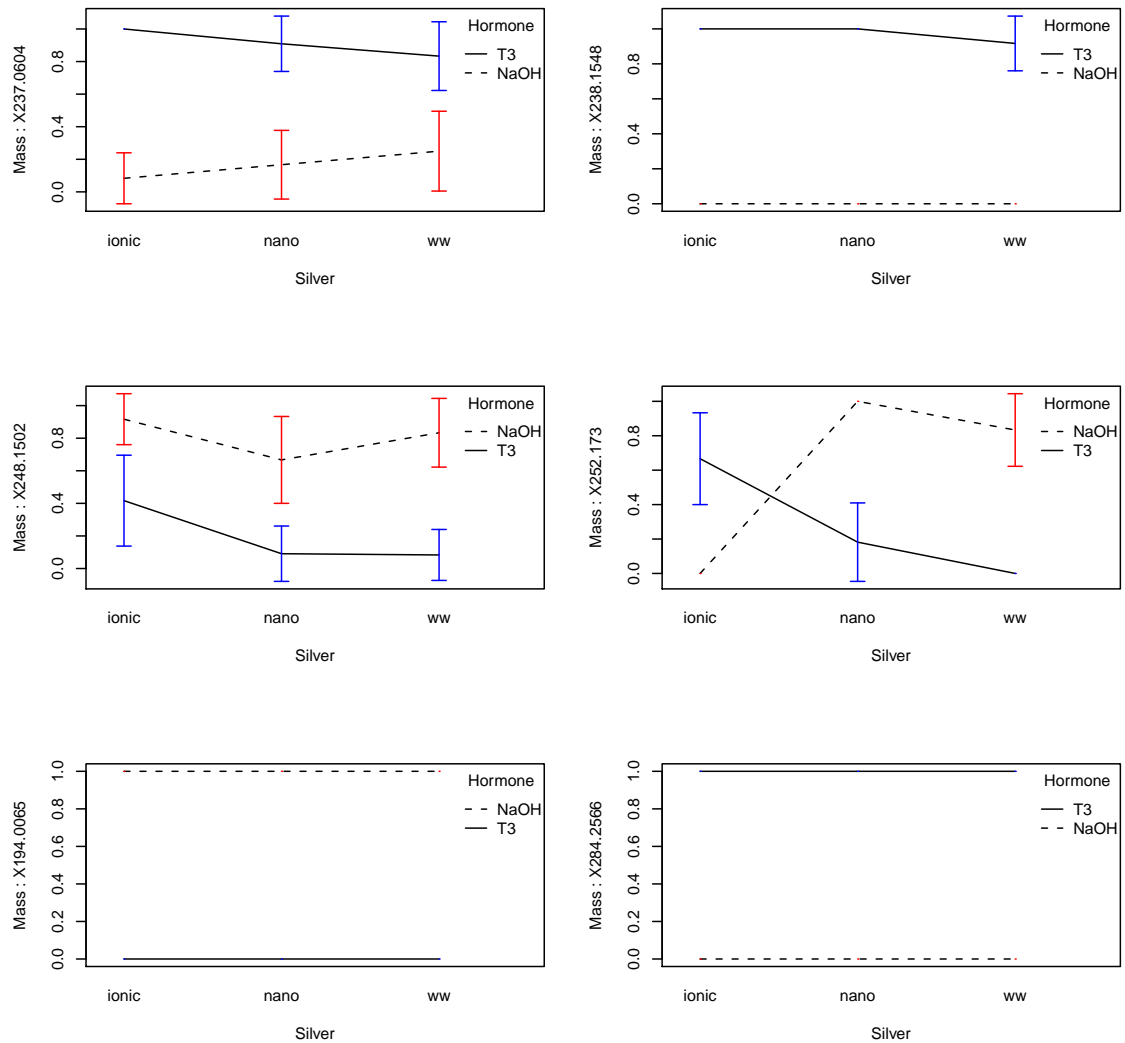 Mass : X237.0604
0.0
0.4
0.8
Hormone
T3
NaOH
ionic nano ww
Silver
Mass : X238.1548
0.0
0.4
0.8
Hormone
T3
NaOH
ionic nano ww
Silver
Mass : X248.1502
0.0
0.4
0.8
Hormone
NaOH
T3
ionic nano ww
Silver
Mass : X252.173
0.0
0.4
0.8
Hormone
NaOH
T3
ionic nano ww
Silver
Mass : X194.0065
0.0
0.2
0.4
0.6
0.8
1.0
Hormone
NaOH
T3
ionic nano ww
Silver
Mass : X284.2566
0.0
0.2
0.4
0.6
0.8
1.0
Hormone
T3
NaOH
ionic nano ww
Silver